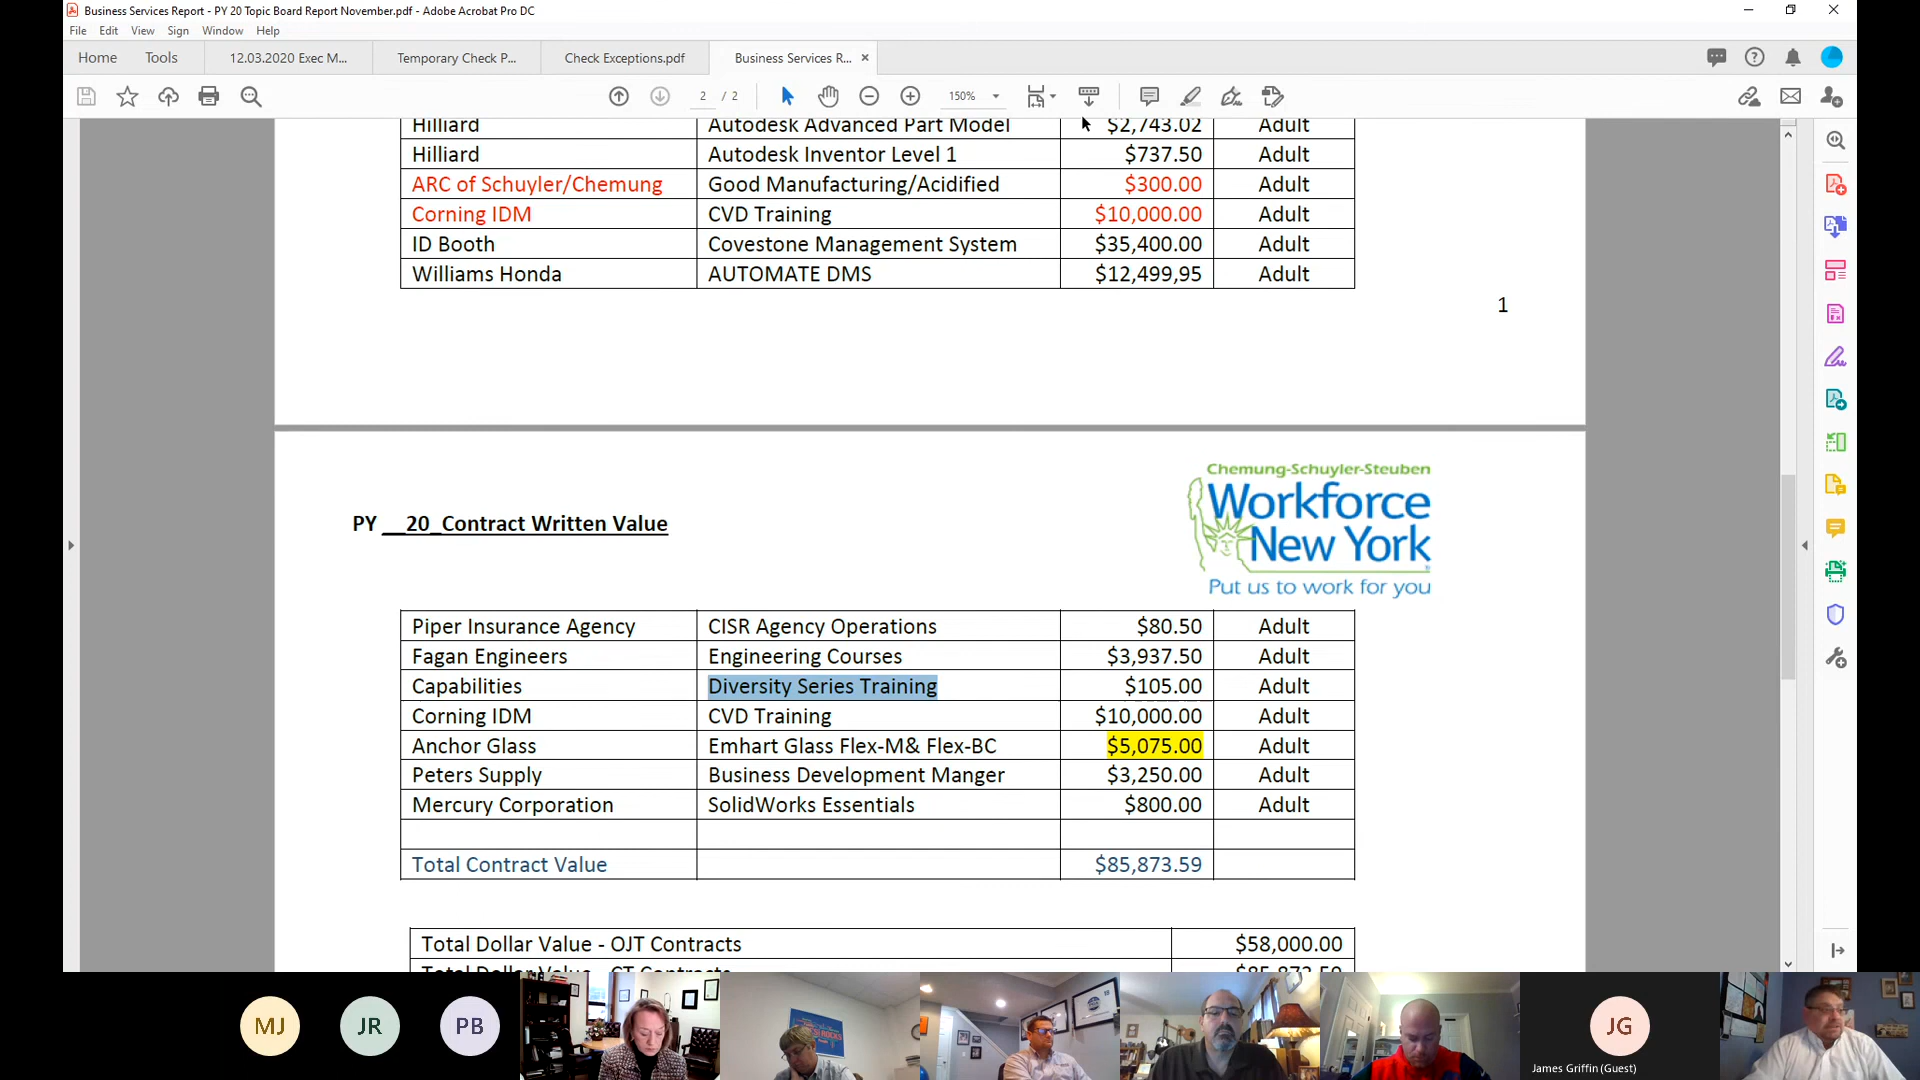 Business Services Report - PY 20 Topic Board Report November.pdf - Adobe Acrobat Pro DC
File Edit View Sign Window Help
Home Tools 12.03.2020 Exec M... Temporary Check P... Check Exceptions.pdf Business Services R... ×
2 / 2 150%
Hilliard Autodesk Advanced Part Model $2,743.02 Adult
Hilliard Autodesk Inventor Level 1 $737.50 Adult
ARC of Schuyler/Chemung Good Manufacturing/Acidified $300.00 Adult
Corning IDM CVD Training $10,000.00 Adult
ID Booth Covestone Management System $35,400.00 Adult
Williams Honda AUTOMATE DMS $12,499,95 Adult
1
Chemung-Schuyler-Steuben
Workforce
New York
Put us to work for you
PY __20_Contract Written Value
Piper Insurance Agency CISR Agency Operations $80.50 Adult
Fagan Engineers Engineering Courses $3,937.50 Adult
Capabilities Diversity Series Training $105.00 Adult
Corning IDM CVD Training $10,000.00 Adult
Anchor Glass Emhart Glass Flex-M& Flex-BC $5,075.00 Adult
Peters Supply Business Development Manger $3,250.00 Adult
Mercury Corporation SolidWorks Essentials $800.00 Adult
Total Contract Value $85,873.59
Total Dollar Value - OJT Contracts $58,000.00
Total Dollar Value - CT Contracts $85,873.59
MJ JR PB JG
James Griffin (Guest)